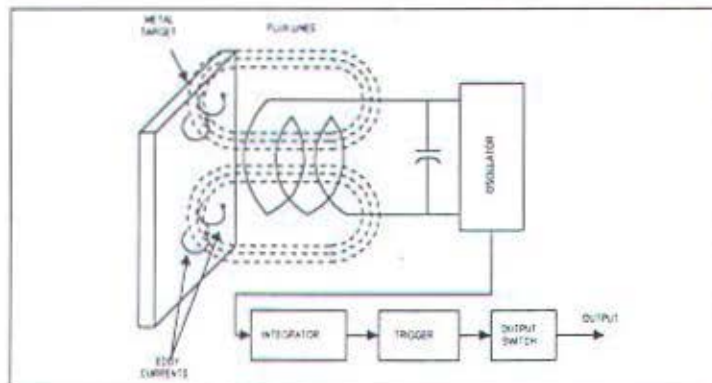 METAL
TARGET
FLUX LINES
OSCILLATOR
INTEGRATOR
TRIGGER
OUTPUT
SWITCH
OUTPUT
EDDY
CURRENTS